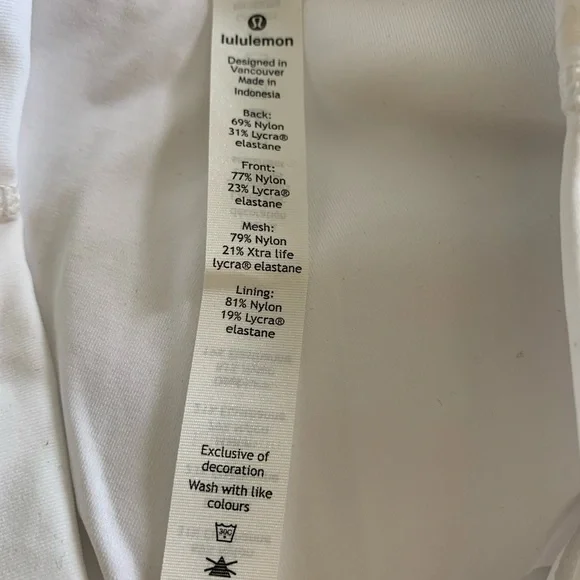 lululemon
Designed in
Vancouver
Made in
Indonesia
Back:
69% Nylon
31% Lycra®
elastane
Front:
77% Nylon
23% Lycra®
elastane
Mesh:
79% Nylon
21% Xtra life
lycra® elastane
Lining:
81% Nylon
19% Lycra®
elastane
Exclusive of
decoration
Wash with like
colours
30C